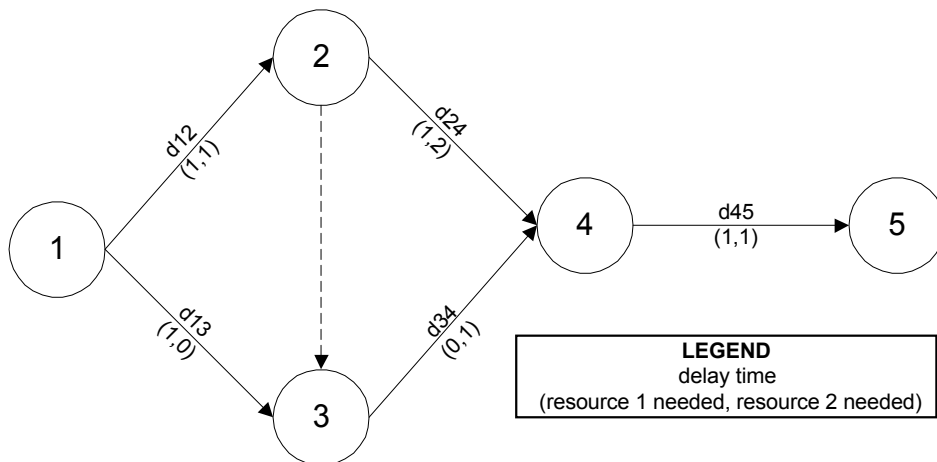 2
d12
(1,1)
d24
(1,2)
1
4
d45
(1,1)
5
d13
(1,0)
d34
(0,1)
3
LEGEND
delay time
(resource 1 needed, resource 2 needed)